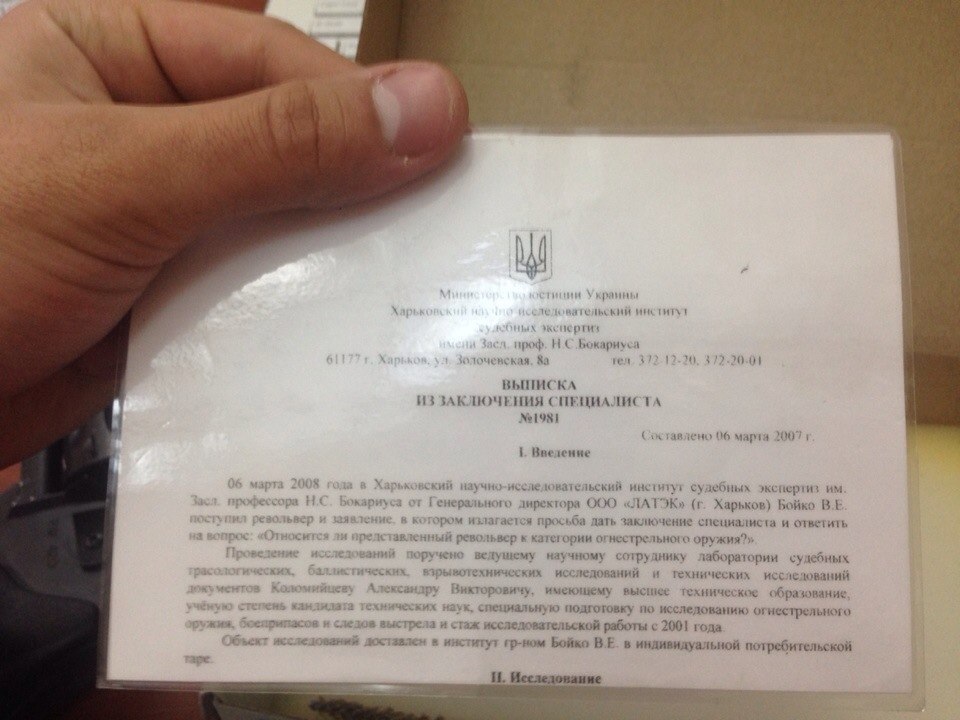 Министерство юстиции Украины
Харьковский научно-исследовательский институт
судебных экспертиз
имени Засл. проф. Н.С.Бокариуса
61177 г. Харьков, ул. Золочевская, 8а тел. 372-12-20, 372-20-01
ВЫПИСКА
ИЗ ЗАКЛЮЧЕНИЯ СПЕЦИАЛИСТА
№1981
Составлено 06 марта 2007 г.
I. Введение
06 марта 2008 года в Харьковский научно-исследовательский институт судебных экспертиз им.
Засл. профессора Н.С. Бокариуса от Генерального директора ООО «ЛАТЭК» (г. Харьков) Бойко В.Е.
поступил револьвер и заявление, в котором излагается просьба дать заключение специалиста и ответить
на вопрос: «Относится ли представленный револьвер к категории огнестрельного оружия?».
Проведение исследований поручено ведущему научному сотруднику лаборатории судебных
трасологических, баллистических, взрывотехнических исследований и технических исследований
документов Коломийцеву Александру Викторовичу, имеющему высшее техническое образование,
учёную степень кандидата технических наук, специальную подготовку по исследованию огнестрельного
оружия, боеприпасов и следов выстрела и стаж исследовательской работы с 2001 года.
Объект исследований доставлен в институт гр-ном Бойко В.Е. в индивидуальной потребительской
таре.
II. Исследование